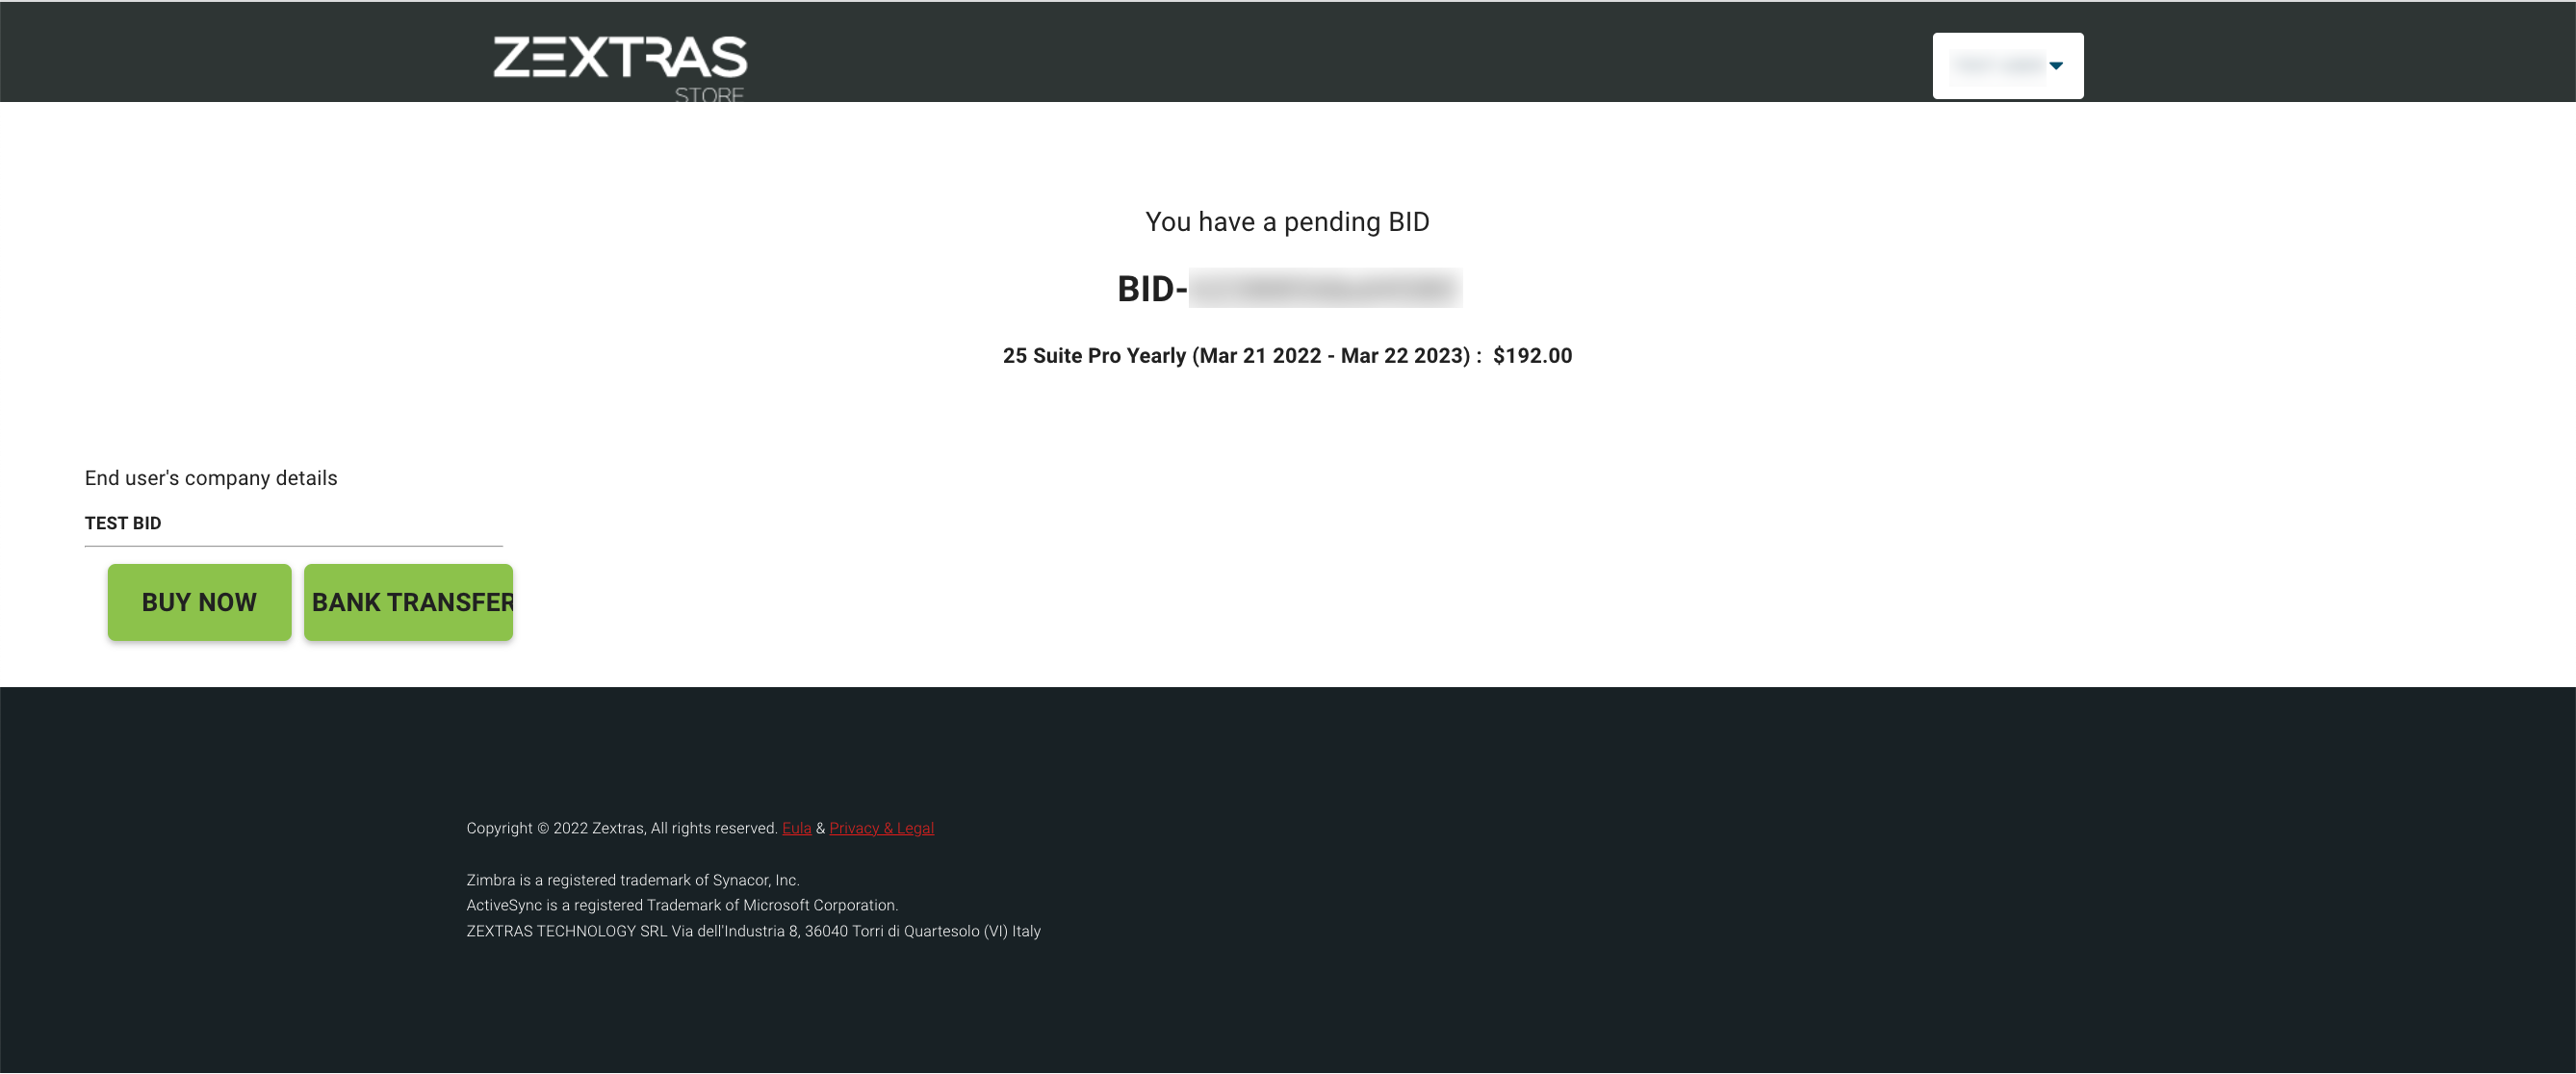 ZEXTRAS
STORE
You have a pending BID
BID-
25 Suite Pro Yearly (Mar 21 2022 - Mar 22 2023) : $192.00
End user's company details
TEST BID
BUY NOW
BANK TRANSFER
Copyright © 2022 Zextras, All rights reserved. Eula & Privacy & Legal
Zimbra is a registered trademark of Synacor, Inc.
ActiveSync is a registered Trademark of Microsoft Corporation.
ZEXTRAS TECHNOLOGY SRL Via dell'Industria 8, 36040 Torri di Quartesolo (VI) Italy